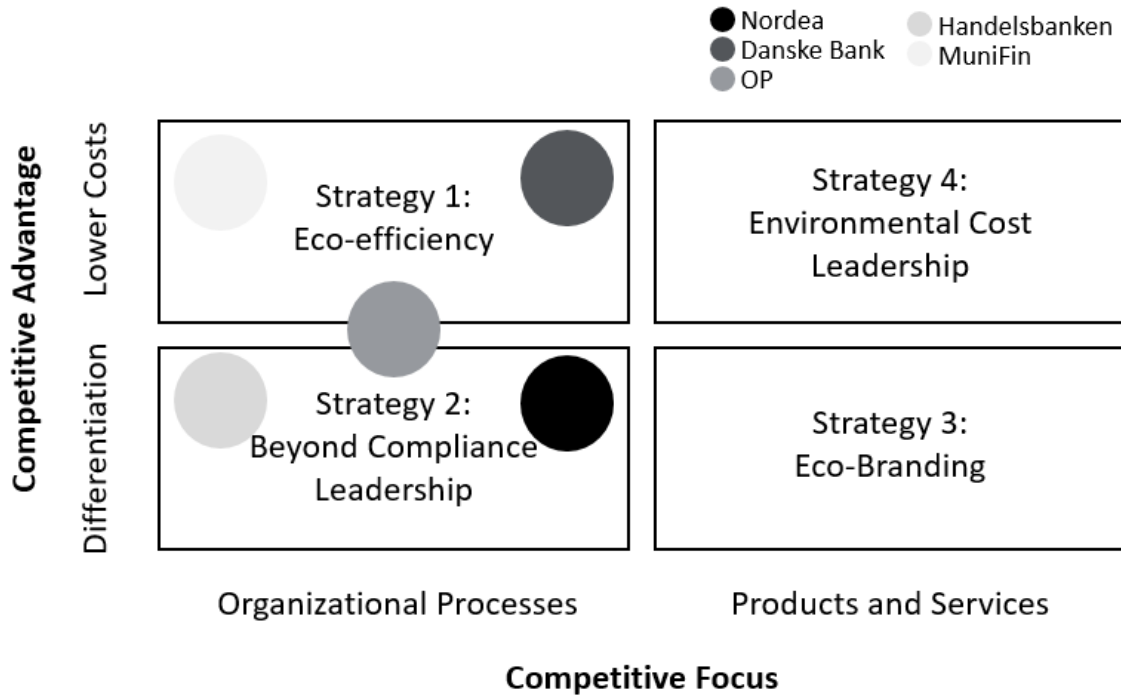 Nordea
Danske Bank
OP
Handelsbanken
MuniFin
Competitive Advantage
Lower Costs
Differentiation
Strategy 1:
Eco-efficiency
Strategy 4:
Environmental Cost
Leadership
Strategy 2:
Beyond Compliance
Leadership
Strategy 3:
Eco-Branding
Organizational Processes
Products and Services
Competitive Focus